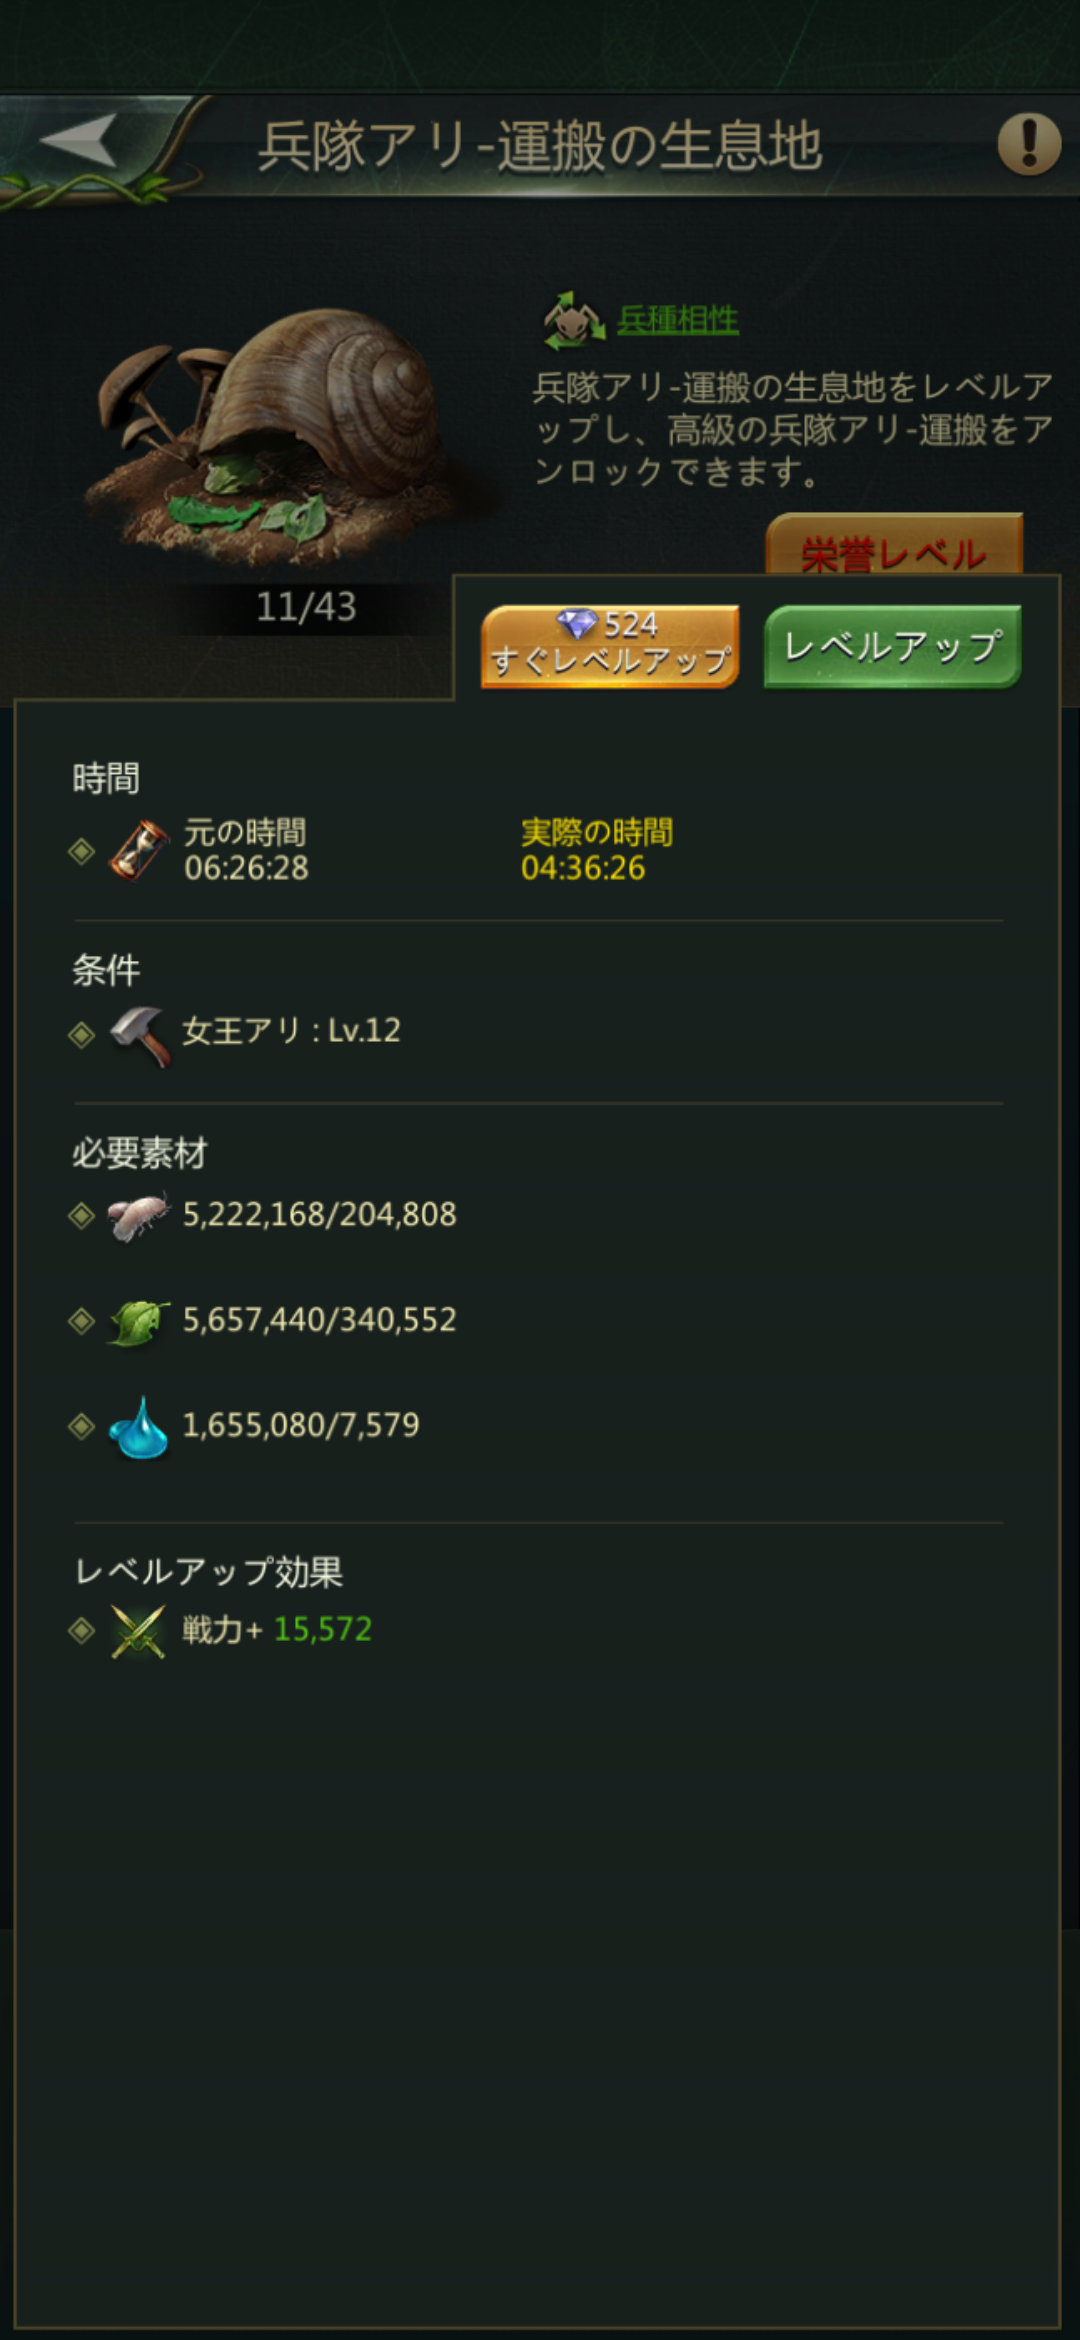 兵隊アリ-運搬の生息地
兵種相性
兵隊アリ-運搬の生息地をレベルア
ップし、高級の兵隊アリ-運搬をア
ンロックできます。
栄誉レベル
11/43
524
すぐレベルアップ
レベルアップ
時間
元の時間
06:26:28
実際の時間
04:36:26
条件
女王アリ : Lv.12
必要素材
5,222,168/204,808
5,657,440/340,552
1,655,080/7,579
レベルアップ効果
戦力+ 15,572